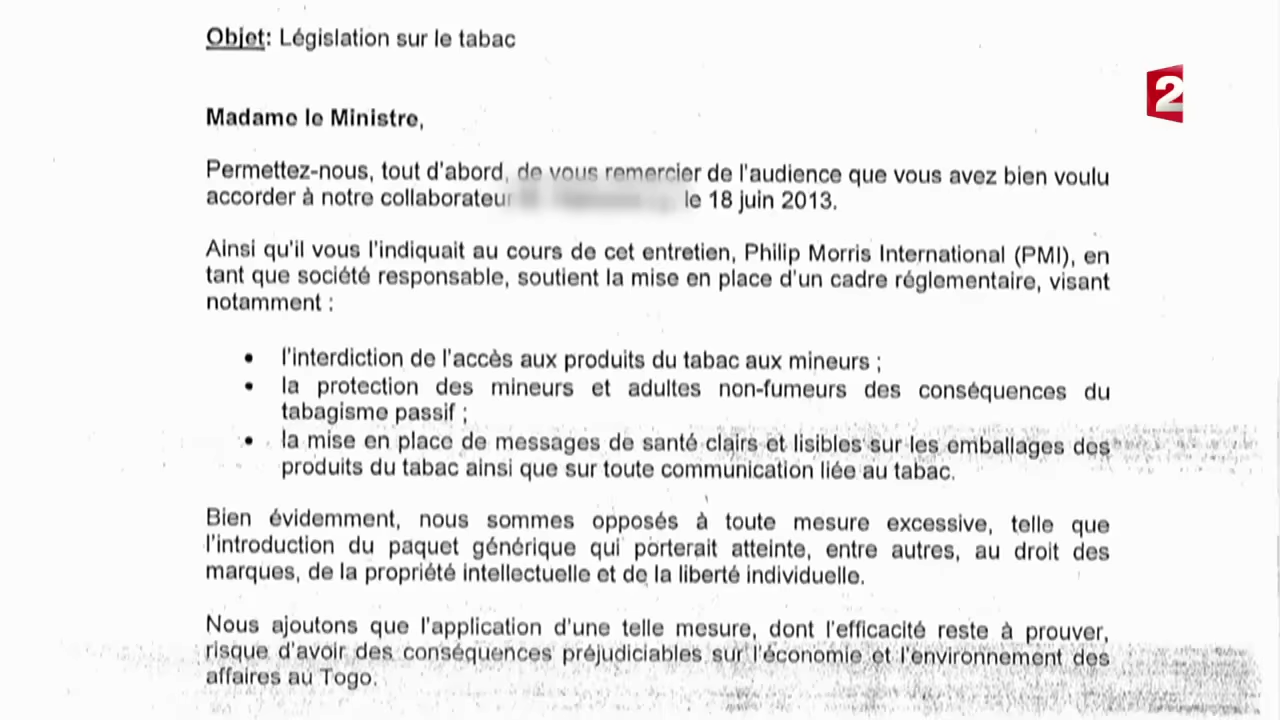 Objet: Législation sur le tabac
2
Madame le Ministre,
Permettez-nous, tout d'abord, de vous remercier de l'audience que vous avez bien voulu
accorder à notre collaborateur le 18 juin 2013.
Ainsi qu'il vous l'indiquait au cours de cet entretien, Philip Morris International (PMI), en
tant que société responsable, soutient la mise en place d'un cadre réglementaire, visant
notamment :
• l'interdiction de l'accès aux produits du tabac aux mineurs ;
• la protection des mineurs et adultes non-fumeurs des conséquences du
tabagisme passif ;
• la mise en place de messages de santé clairs et lisibles sur les emballages des
produits du tabac ainsi que sur toute communication liée au tabac.
Bien évidemment, nous sommes opposés à toute mesure excessive, telle que
l'introduction du paquet générique qui porterait atteinte, entre autres, au droit des
marques, de la propriété intellectuelle et de la liberté individuelle.
Nous ajoutons que l'application d'une telle mesure, dont l'efficacité reste à prouver,
risque d'avoir des conséquences préjudiciables sur l'économie et l'environnement des
affaires au Togo.